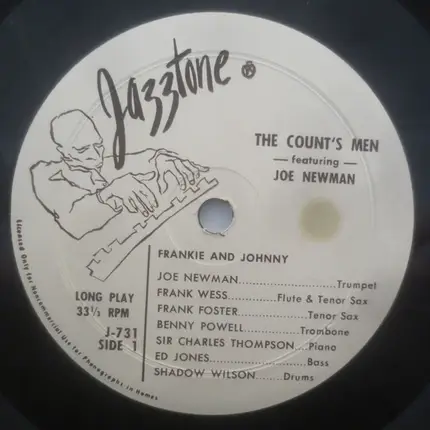 Jazztone ®
THE COUNT'S MEN
— featuring —
JOE NEWMAN
FRANKIE AND JOHNNY
JOE NEWMAN..................Trumpet
FRANK WESS...........Flute & Tenor Sax
FRANK FOSTER..............Tenor Sax
BENNY POWELL...........Trombone
SIR CHARLES THOMPSON....Piano
ED JONES.....................Bass
SHADOW WILSON........Drums
LONG PLAY
33⅓ RPM
J-731
SIDE 1
Licensed Only for Noncommercial Use for Phonographs in Homes